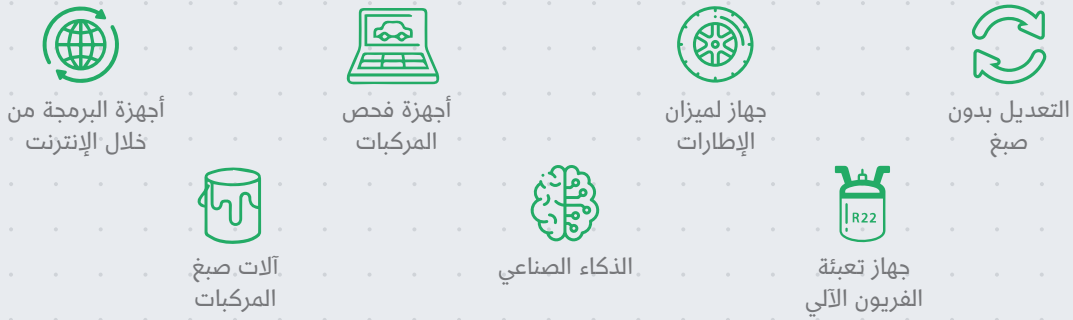 التعديل بدون
صبغ
جهاز لميزان
الإطارات
أجهزة فحص
المركبات
أجهزة البرمجة من
خلال الإنترنت
R22
جهاز تعبئة
الفريون الآلي
الذكاء الصناعي
آلات صبغ
المركبات